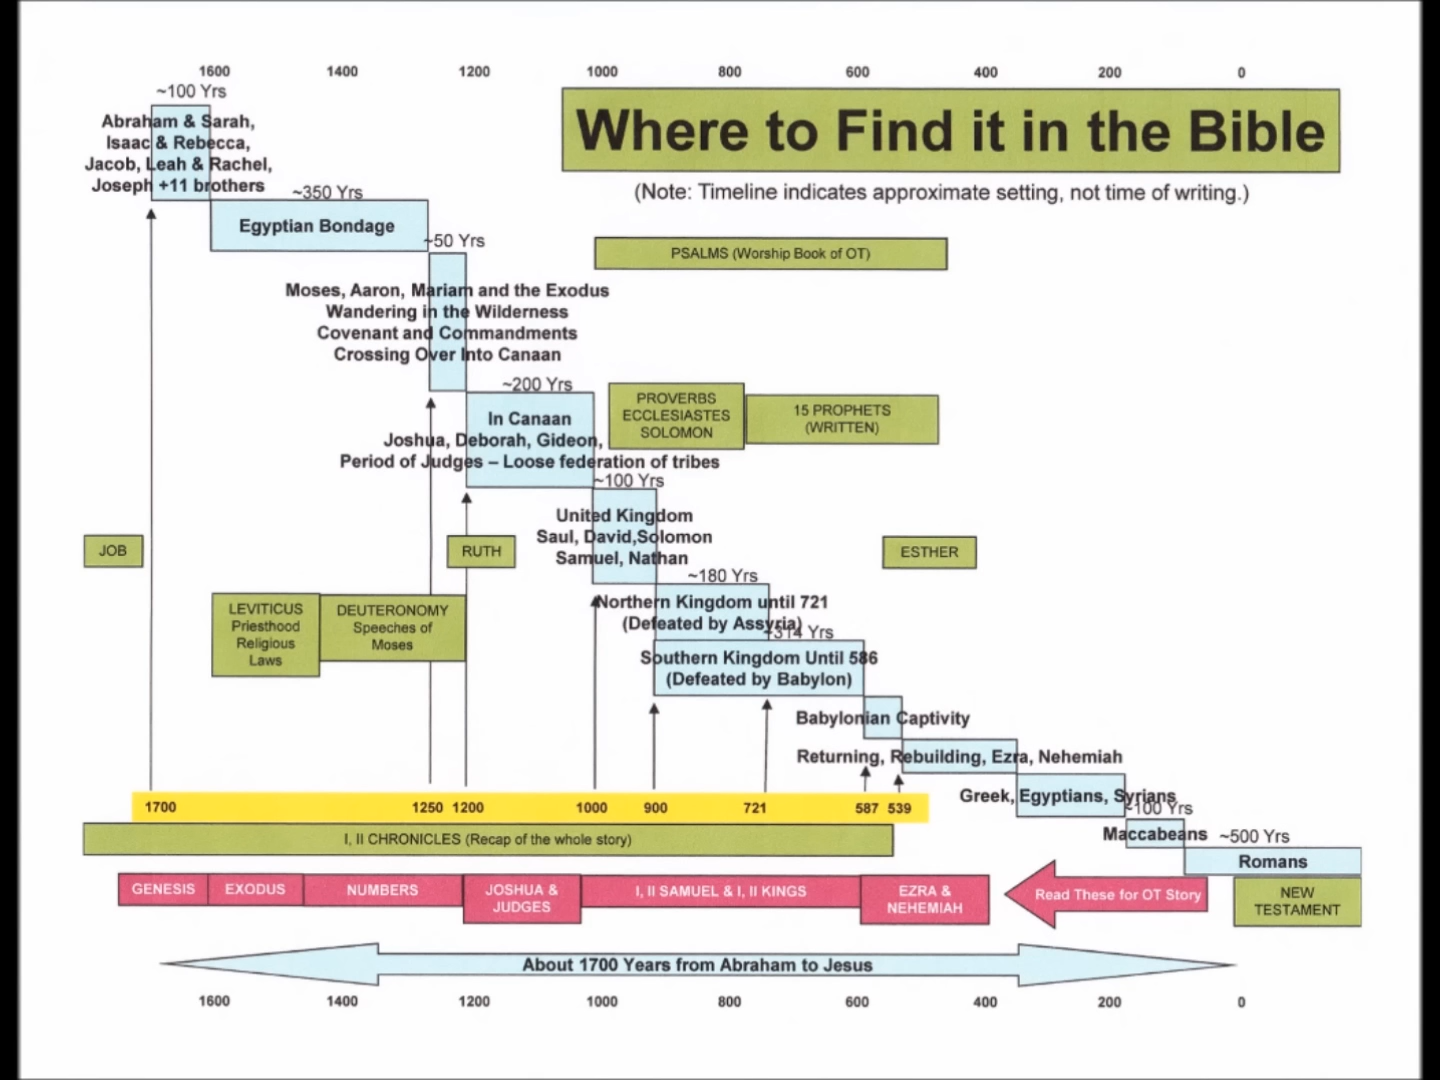 1600 1400 1200 1000 800 600 400 200 0
Where to Find it in the Bible
(Note: Timeline indicates approximate setting, not time of writing.)
~100 Yrs
Abraham & Sarah,
Isaac & Rebecca,
Jacob, Leah & Rachel,
Joseph +11 brothers
~350 Yrs
Egyptian Bondage
~50 Yrs
PSALMS (Worship Book of OT)
Moses, Aaron, Mariam and the Exodus
Wandering in the Wilderness
Covenant and Commandments
Crossing Over Into Canaan
~200 Yrs
In Canaan
Joshua, Deborah, Gideon,
Period of Judges – Loose federation of tribes
PROVERBS
ECCLESIASTES
SOLOMON
15 PROPHETS
(WRITTEN)
~100 Yrs
United Kingdom
Saul, David,Solomon
Samuel, Nathan
JOB
RUTH
ESTHER
~180 Yrs
Northern Kingdom until 721
(Defeated by Assyria)
LEVITICUS
Priesthood
Religious
Laws
DEUTERONOMY
Speeches of
Moses
~314 Yrs
Southern Kingdom Until 586
(Defeated by Babylon)
Babylonian Captivity
Returning, Rebuilding, Ezra, Nehemiah
Greek, Egyptians, Syrians
~100 Yrs
Maccabeans
~500 Yrs
Romans
1700 1250 1200 1000 900 721 587 539
I, II CHRONICLES (Recap of the whole story)
GENESIS
EXODUS
NUMBERS
JOSHUA &
JUDGES
I, II SAMUEL & I, II KINGS
EZRA &
NEHEMIAH
Read These for OT Story
NEW
TESTAMENT
About 1700 Years from Abraham to Jesus
1600 1400 1200 1000 800 600 400 200 0